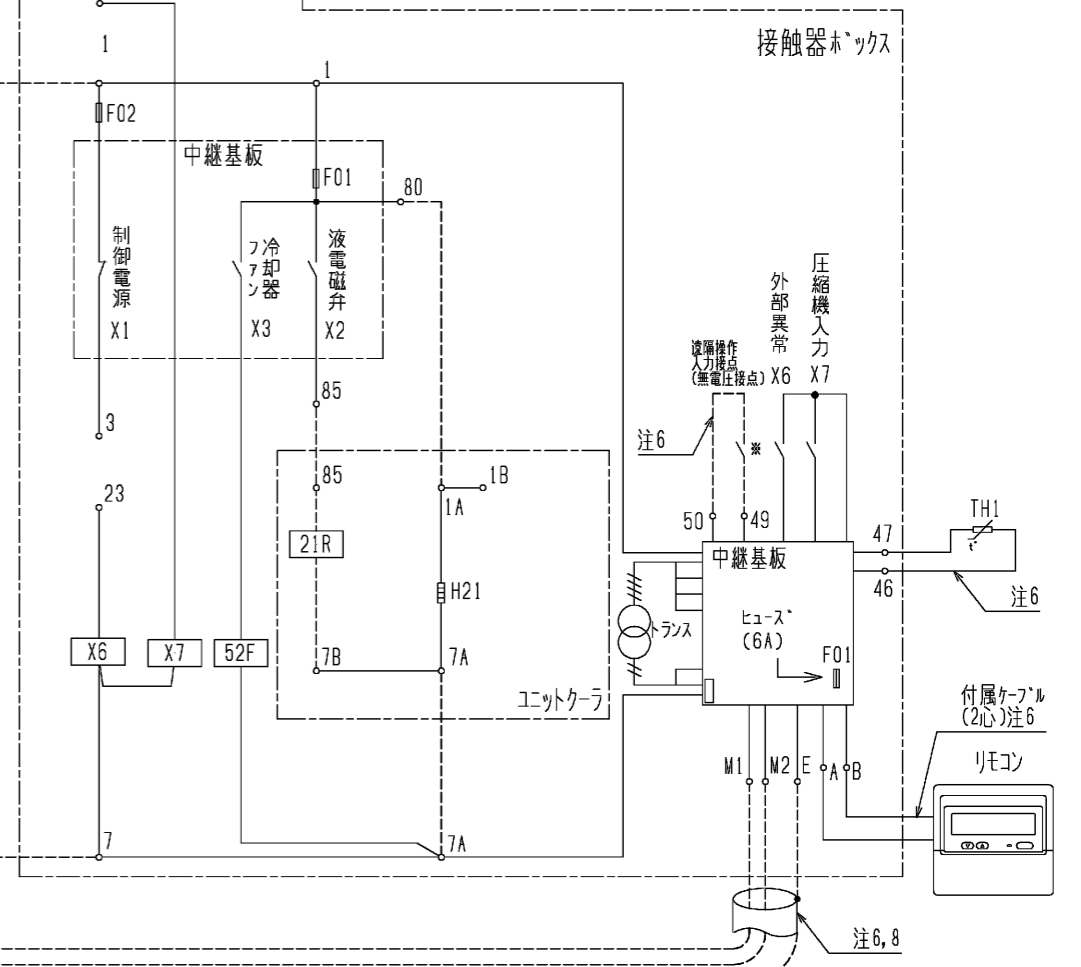 接触器ボックス
1
1
F02
中継基板
F01
80
制御電源
X1
冷却器
ファン
X3
液電磁弁
X2
外部異常
X6
圧縮機入力
X7
遠隔操作
入力接点
(無電圧接点)
注6
※
85
3
23
85
1A
1B
21R
H21
50
49
中継基板
47
46
TH1
t°
注6
トランス
ヒューズ
(6A)
F01
X6
X7
52F
7B
7A
ユニットクーラ
付属ケーブル
(2心)注6
リモコン
M1
M2
E
A
B
7
7A
注6,8